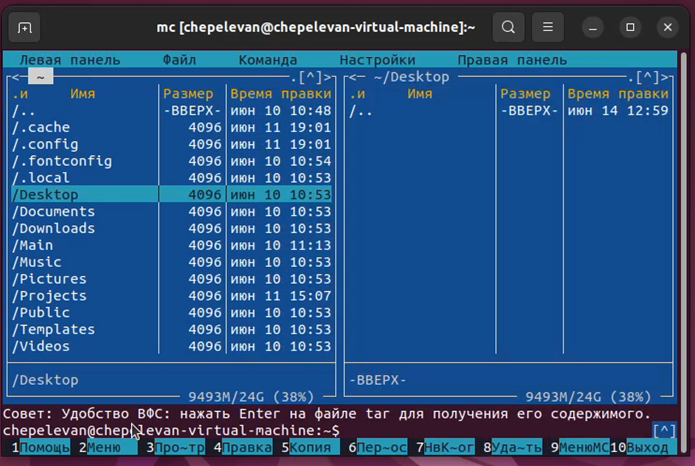 mc [chepelevan@chepelevan-virtual-machine]:~
Левая панель Файл Команда Настройки Правая панель
<─ ~ .[^]> <─ ~/Desktop .[^]>
.и Имя Размер Время правки .и Имя Размер Время правки
/.. -ВВЕРХ- июн 10 10:48 /.. -ВВЕРХ- июн 14 12:59
/.cache 4096 июн 11 19:01
/.config 4096 июн 11 19:01
/.fontconfig 4096 июн 10 10:54
/.local 4096 июн 10 10:53
/Desktop 4096 июн 10 10:53
/Documents 4096 июн 10 10:53
/Downloads 4096 июн 10 10:53
/Main 4096 июн 10 11:13
/Music 4096 июн 10 10:53
/Pictures 4096 июн 10 10:53
/Projects 4096 июн 11 15:07
/Public 4096 июн 10 10:53
/Templates 4096 июн 10 10:53
/Videos 4096 июн 10 10:53
/Desktop -ВВЕРХ-
9493M/24G (38%) 9493M/24G (38%)
Совет: Удобство ВФС: нажать Enter на файле tar для получения его содержимого.
chepelevan@chepelevan-virtual-machine:~$ [^]
1Помощь 2Меню 3Про~тр 4Правка 5Копия 6Пер~ос 7НвК~ог 8Уда~ть 9МенюMC 10Выход